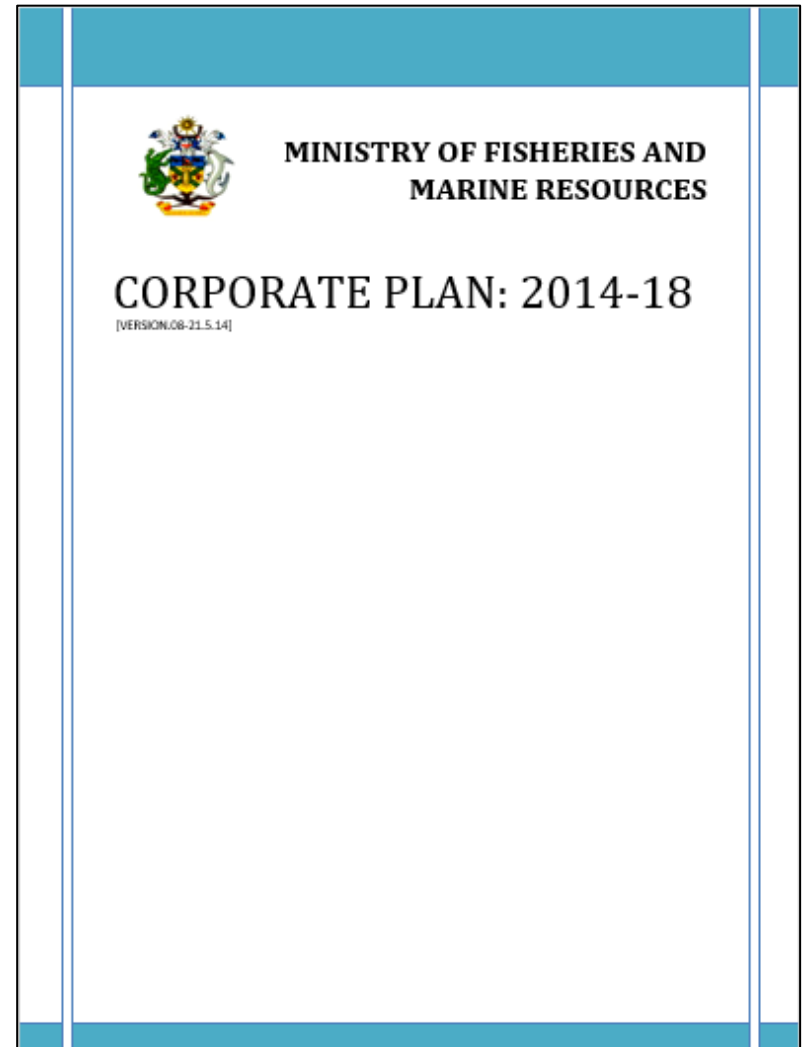 MINISTRY OF FISHERIES AND
MARINE RESOURCES
CORPORATE PLAN: 2014-18
[VERSION.08-21.5.14]